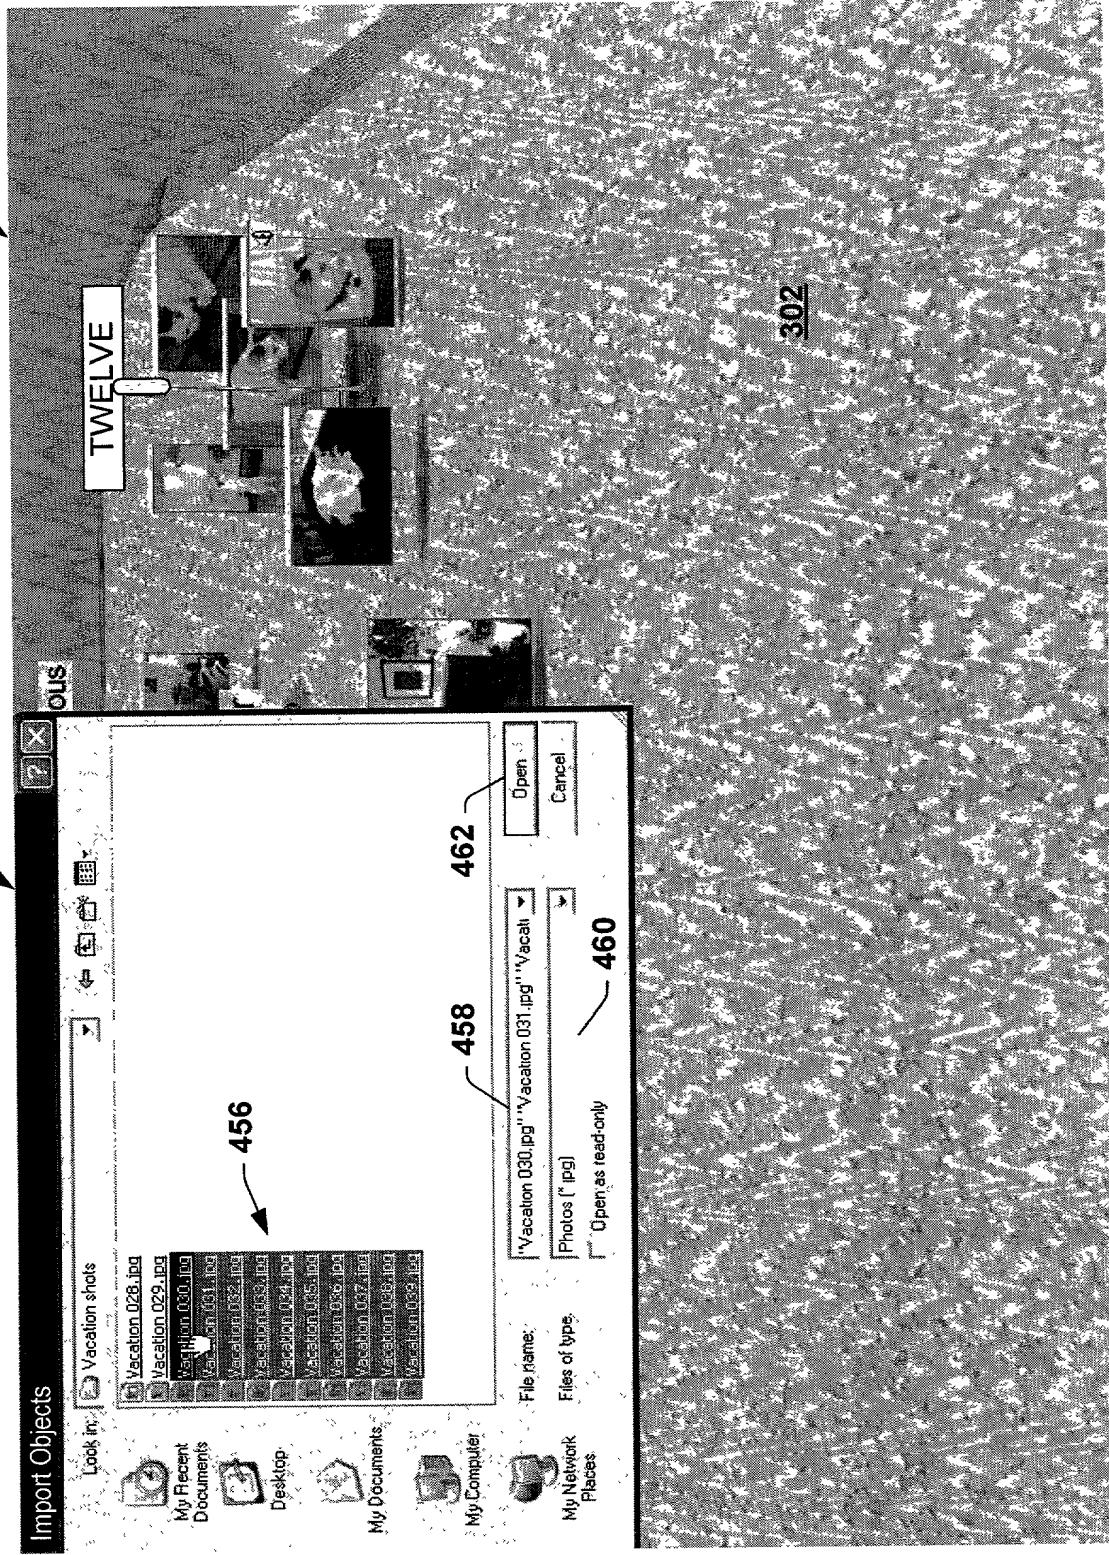 Import Objects
Look in: Vacation shots
My Recent
Documents
Desktop
My Documents
My Computer
My Network
Places
Vacation 028.jpg
Vacation 029.jpg
Vacation 030.jpg
Vacation 031.jpg
Vacation 032.jpg
Vacation 033.jpg
Vacation 034.jpg
Vacation 035.jpg
Vacation 036.jpg
Vacation 037.jpg
Vacation 038.jpg
Vacation 039.jpg
456
458
462
File name: "Vacation 030.jpg" "Vacation 031.jpg" "Vacati
Open
Files of type: Photos (*.jpg)
Cancel
Open as read-only
460
ous
TWELVE
302